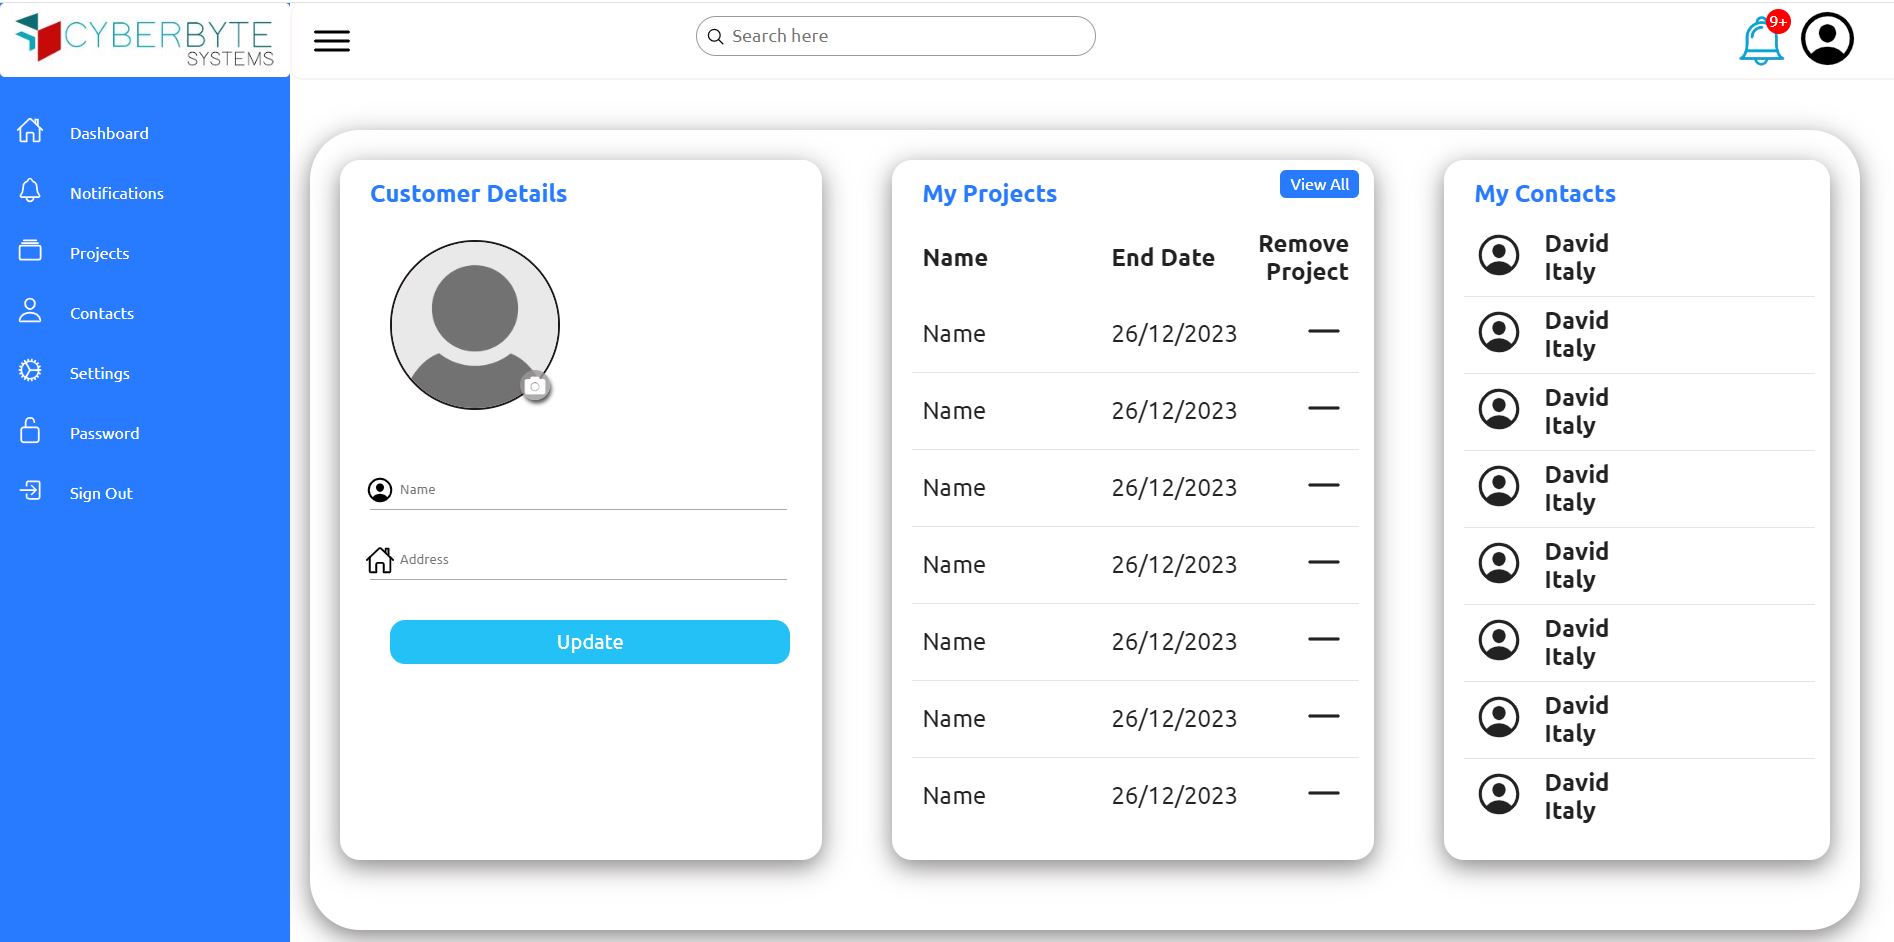 CYBERBYTE
SYSTEMS
Search here
9+
Dashboard
Notifications
Projects
Contacts
Settings
Password
Sign Out
Customer Details
Name
Address
Update
My Projects
View All
Name End Date Remove
Project
Name 26/12/2023
Name 26/12/2023
Name 26/12/2023
Name 26/12/2023
Name 26/12/2023
Name 26/12/2023
Name 26/12/2023
My Contacts
David
Italy
David
Italy
David
Italy
David
Italy
David
Italy
David
Italy
David
Italy
David
Italy